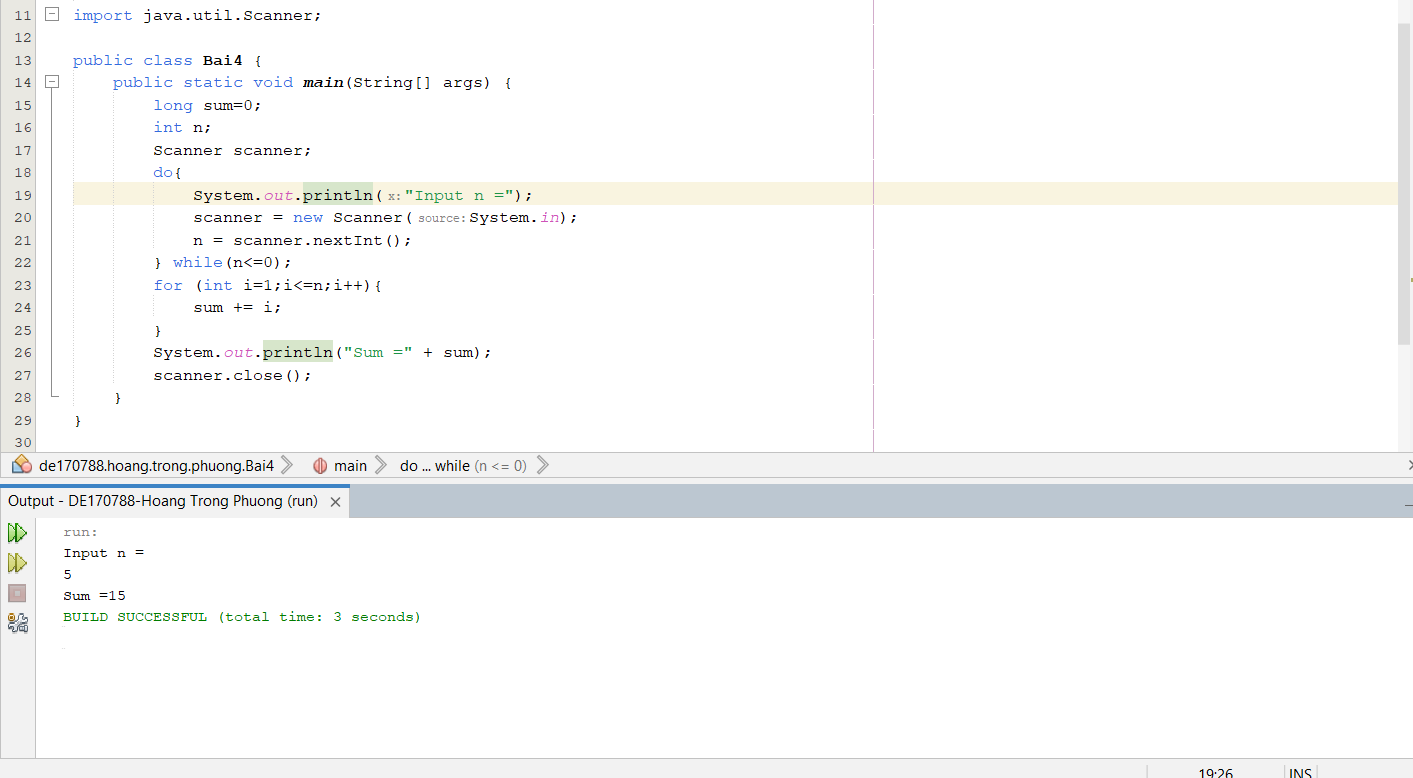 11 import java.util.Scanner;
12
13 public class Bai4 {
14 public static void main(String[] args) {
15 long sum=0;
16 int n;
17 Scanner scanner;
18 do{
19 System.out.println( x: "Input n =");
20 scanner = new Scanner( source: System.in);
21 n = scanner.nextInt();
22 } while(n<=0);
23 for (int i=1;i<=n;i++){
24 sum += i;
25 }
26 System.out.println("Sum =" + sum);
27 scanner.close();
28 }
29 }
30
de170788.hoang.trong.phuong.Bai4 main do ... while (n <= 0)
Output - DE170788-Hoang Trong Phuong (run)
run:
Input n =
5
Sum =15
BUILD SUCCESSFUL (total time: 3 seconds)
19:26 INS